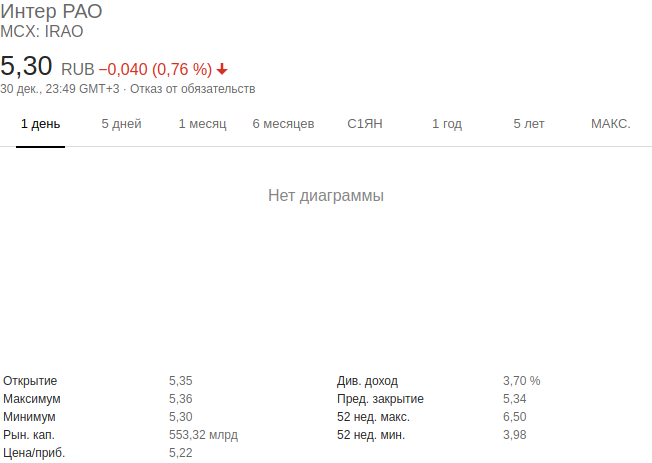 Интер РАО
MCX: IRAO
5,30 RUB −0,040 (0,76 %)
30 дек., 23:49 GMT+3 · Отказ от обязательств
1 день 5 дней 1 месяц 6 месяцев С1ЯН 1 год 5 лет МАКС.
Нет диаграммы
Открытие 5,35 Див. доход 3,70 %
Максимум 5,36 Пред. закрытие 5,34
Минимум 5,30 52 нед. макс. 6,50
Рын. кап. 553,32 млрд 52 нед. мин. 3,98
Цена/приб. 5,22